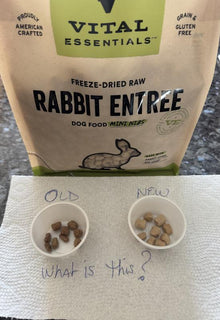 VITAL
ESSENTIALS
PROUDLY
AMERICAN
CRAFTED
GRAIN &
GLUTEN
FREE
FREEZE-DRIED RAW
RABBIT ENTREE
DOG FOOD MINI NIBS
OLD
NEW
What is this?